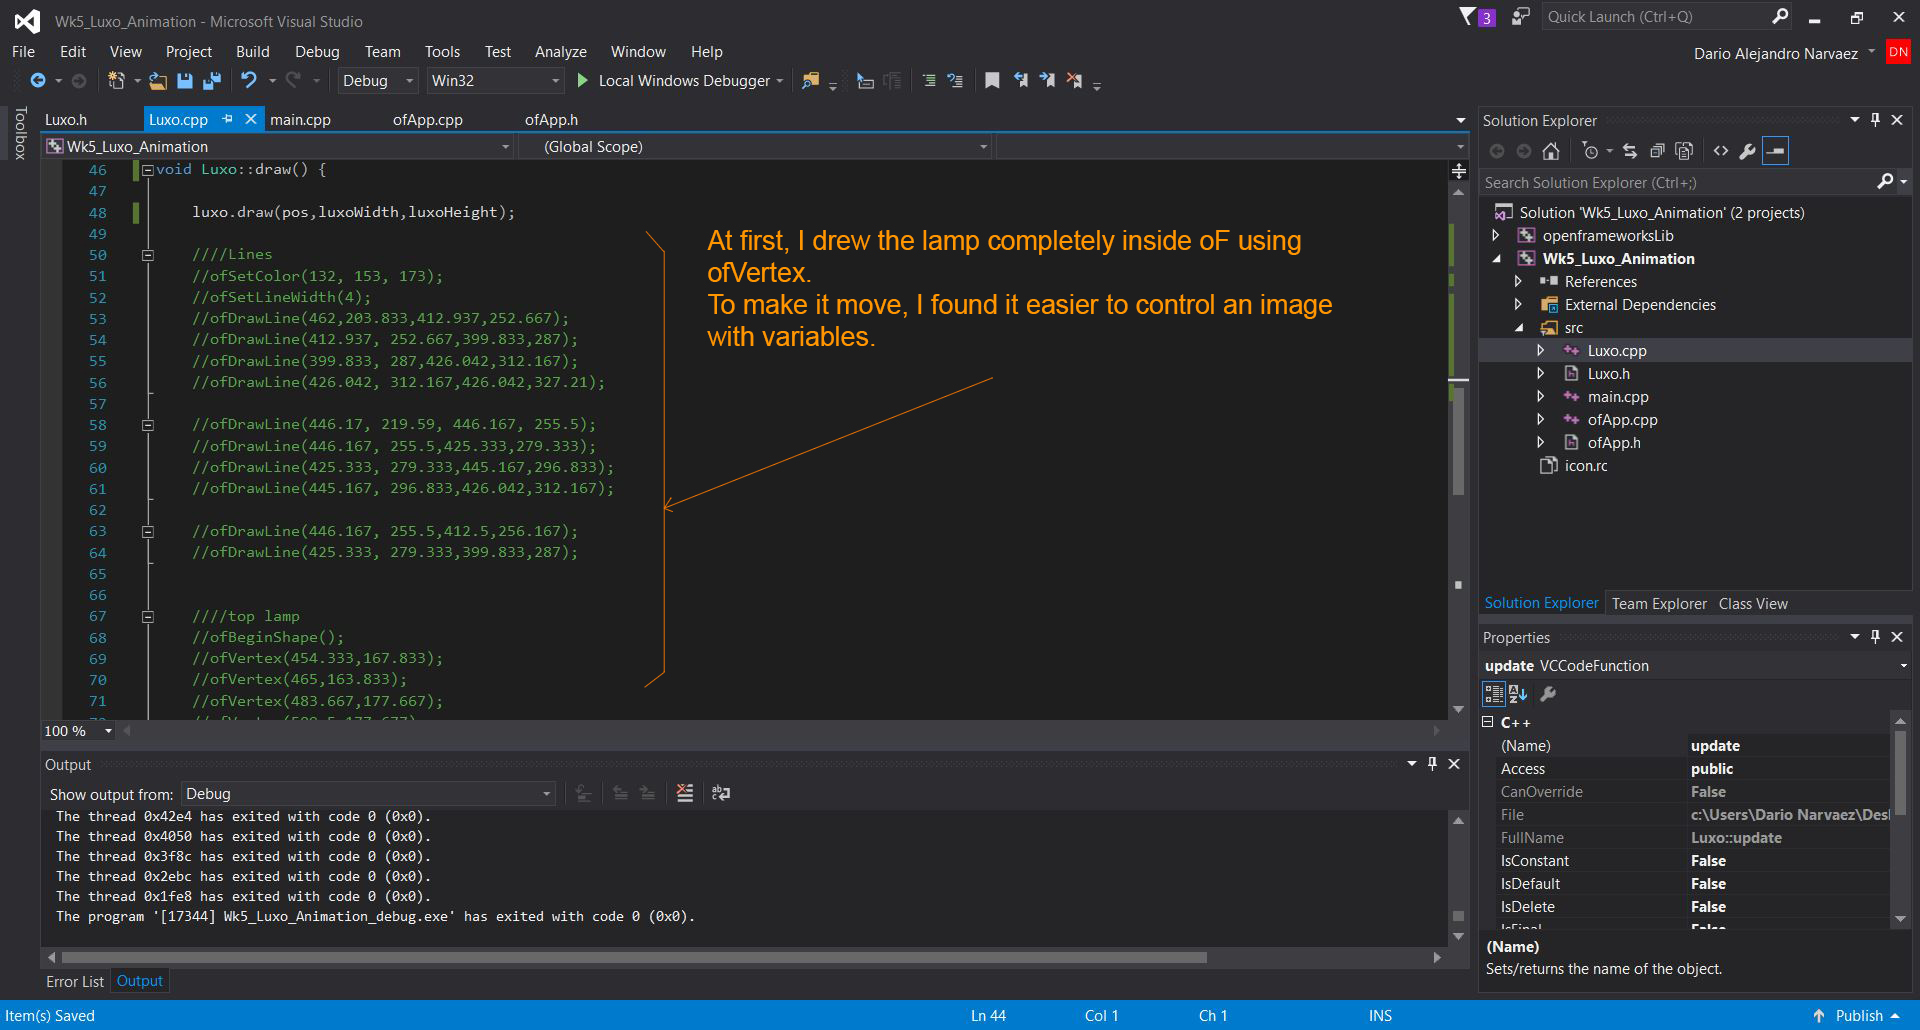 Wk5_Luxo_Animation - Microsoft Visual Studio
3
Quick Launch (Ctrl+Q)
File Edit View Project Build Debug Team Tools Test Analyze Window Help
Dario Alejandro Narvaez
DN
Debug
Win32
Local Windows Debugger
Toolbox
Luxo.h
Luxo.cpp
main.cpp
ofApp.cpp
ofApp.h
Wk5_Luxo_Animation
(Global Scope)
46 void Luxo::draw() {
47
48 luxo.draw(pos,luxoWidth,luxoHeight);
49
50 ////Lines
51 //ofSetColor(132, 153, 173);
52 //ofSetLineWidth(4);
53 //ofDrawLine(462,203.833,412.937,252.667);
54 //ofDrawLine(412.937, 252.667,399.833,287);
55 //ofDrawLine(399.833, 287,426.042,312.167);
56 //ofDrawLine(426.042, 312.167,426.042,327.21);
57
58 //ofDrawLine(446.17, 219.59, 446.167, 255.5);
59 //ofDrawLine(446.167, 255.5,425.333,279.333);
60 //ofDrawLine(425.333, 279.333,445.167,296.833);
61 //ofDrawLine(445.167, 296.833,426.042,312.167);
62
63 //ofDrawLine(446.167, 255.5,412.5,256.167);
64 //ofDrawLine(425.333, 279.333,399.833,287);
65
66
67 ////top lamp
68 //ofBeginShape();
69 //ofVertex(454.333,167.833);
70 //ofVertex(465,163.833);
71 //ofVertex(483.667,177.667);
At first, I drew the lamp completely inside oF using
ofVertex.
To make it move, I found it easier to control an image
with variables.
100 %
Output
Show output from: Debug
The thread 0x42e4 has exited with code 0 (0x0).
The thread 0x4050 has exited with code 0 (0x0).
The thread 0x3f8c has exited with code 0 (0x0).
The thread 0x2ebc has exited with code 0 (0x0).
The thread 0x1fe8 has exited with code 0 (0x0).
The program '[17344] Wk5_Luxo_Animation_debug.exe' has exited with code 0 (0x0).
Error List Output
Solution Explorer
Search Solution Explorer (Ctrl+;)
Solution 'Wk5_Luxo_Animation' (2 projects)
openframeworksLib
Wk5_Luxo_Animation
References
External Dependencies
src
Luxo.cpp
Luxo.h
main.cpp
ofApp.cpp
ofApp.h
icon.rc
Solution Explorer Team Explorer Class View
Properties
update VCCodeFunction
C++
(Name) update
Access public
CanOverride False
File c:\Users\Dario Narvaez\Des
FullName Luxo::update
IsConstant False
IsDefault False
IsDelete False
(Name)
Sets/returns the name of the object.
Item(s) Saved
Ln 44
Col 1
Ch 1
INS
Publish